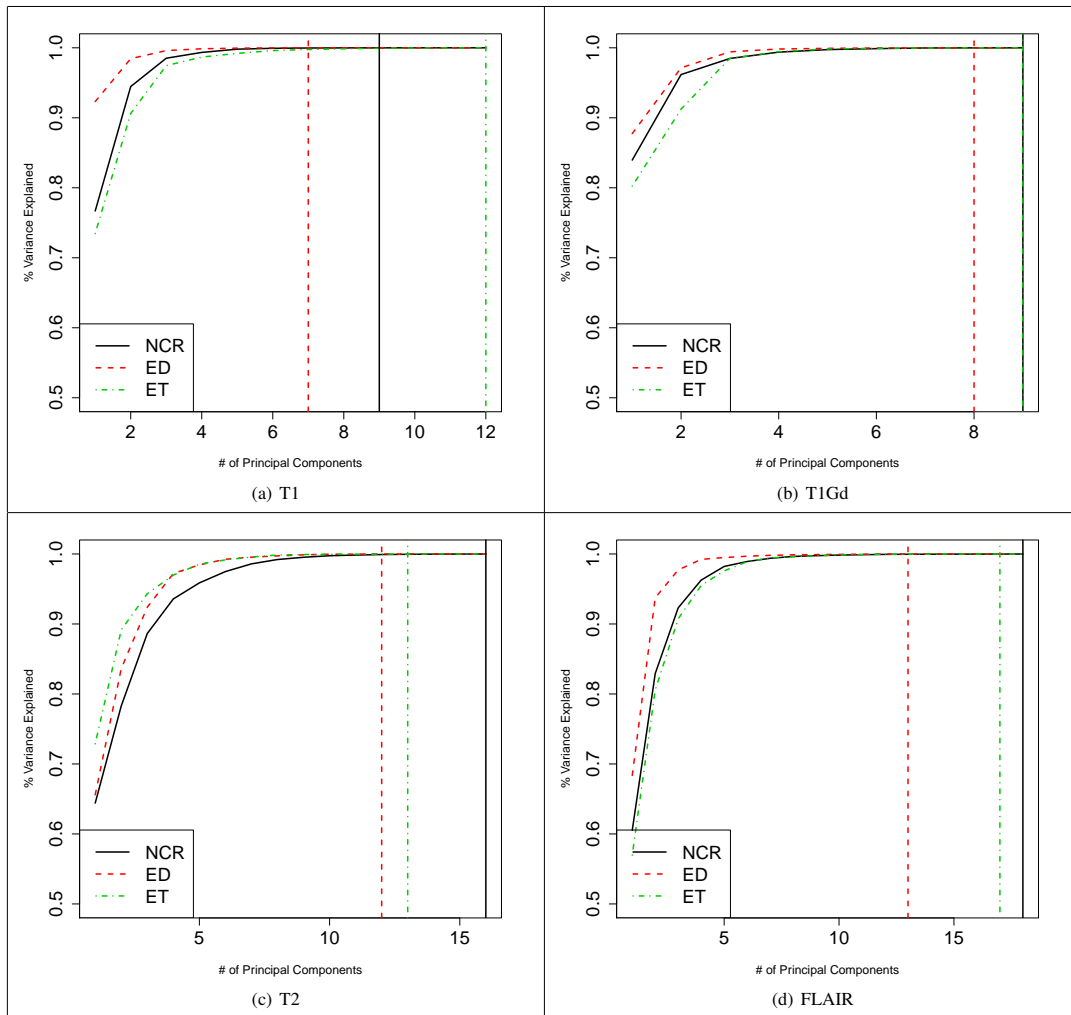 % Variance Explained
1.0
0.9
0.8
0.7
0.6
0.5
NCR
ED
ET
2 4 6 8 10 12
# of Principal Components
(a) T1
% Variance Explained
1.0
0.9
0.8
0.7
0.6
0.5
NCR
ED
ET
2 4 6 8
# of Principal Components
(b) T1Gd
% Variance Explained
1.0
0.9
0.8
0.7
0.6
0.5
NCR
ED
ET
5 10 15
# of Principal Components
(c) T2
% Variance Explained
1.0
0.9
0.8
0.7
0.6
0.5
NCR
ED
ET
5 10 15
# of Principal Components
(d) FLAIR